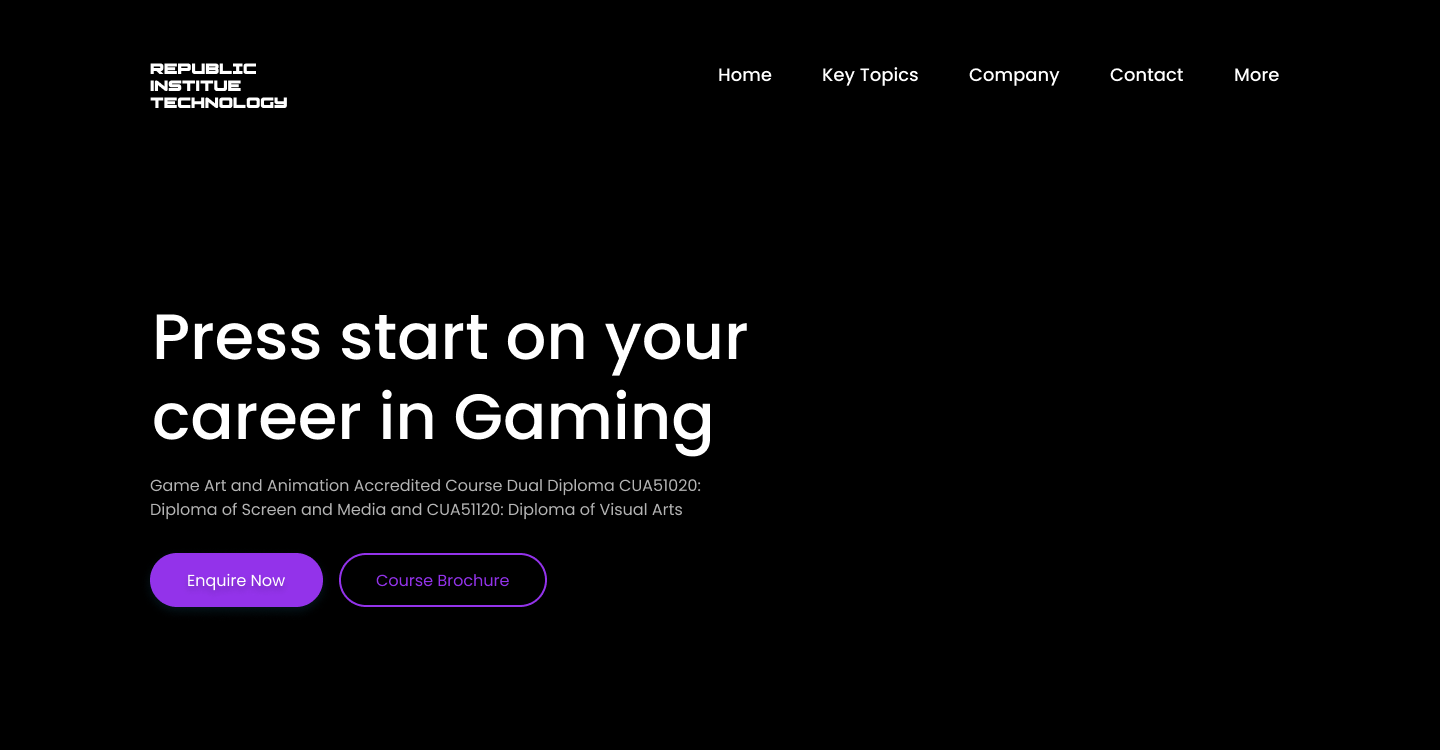 REPUBLIC
INSTITUE
TECHNOLOGY
Home Key Topics Company Contact More
Press start on your
career in Gaming
Game Art and Animation Accredited Course Dual Diploma CUA51020:
Diploma of Screen and Media and CUA51120: Diploma of Visual Arts
Enquire Now Course Brochure